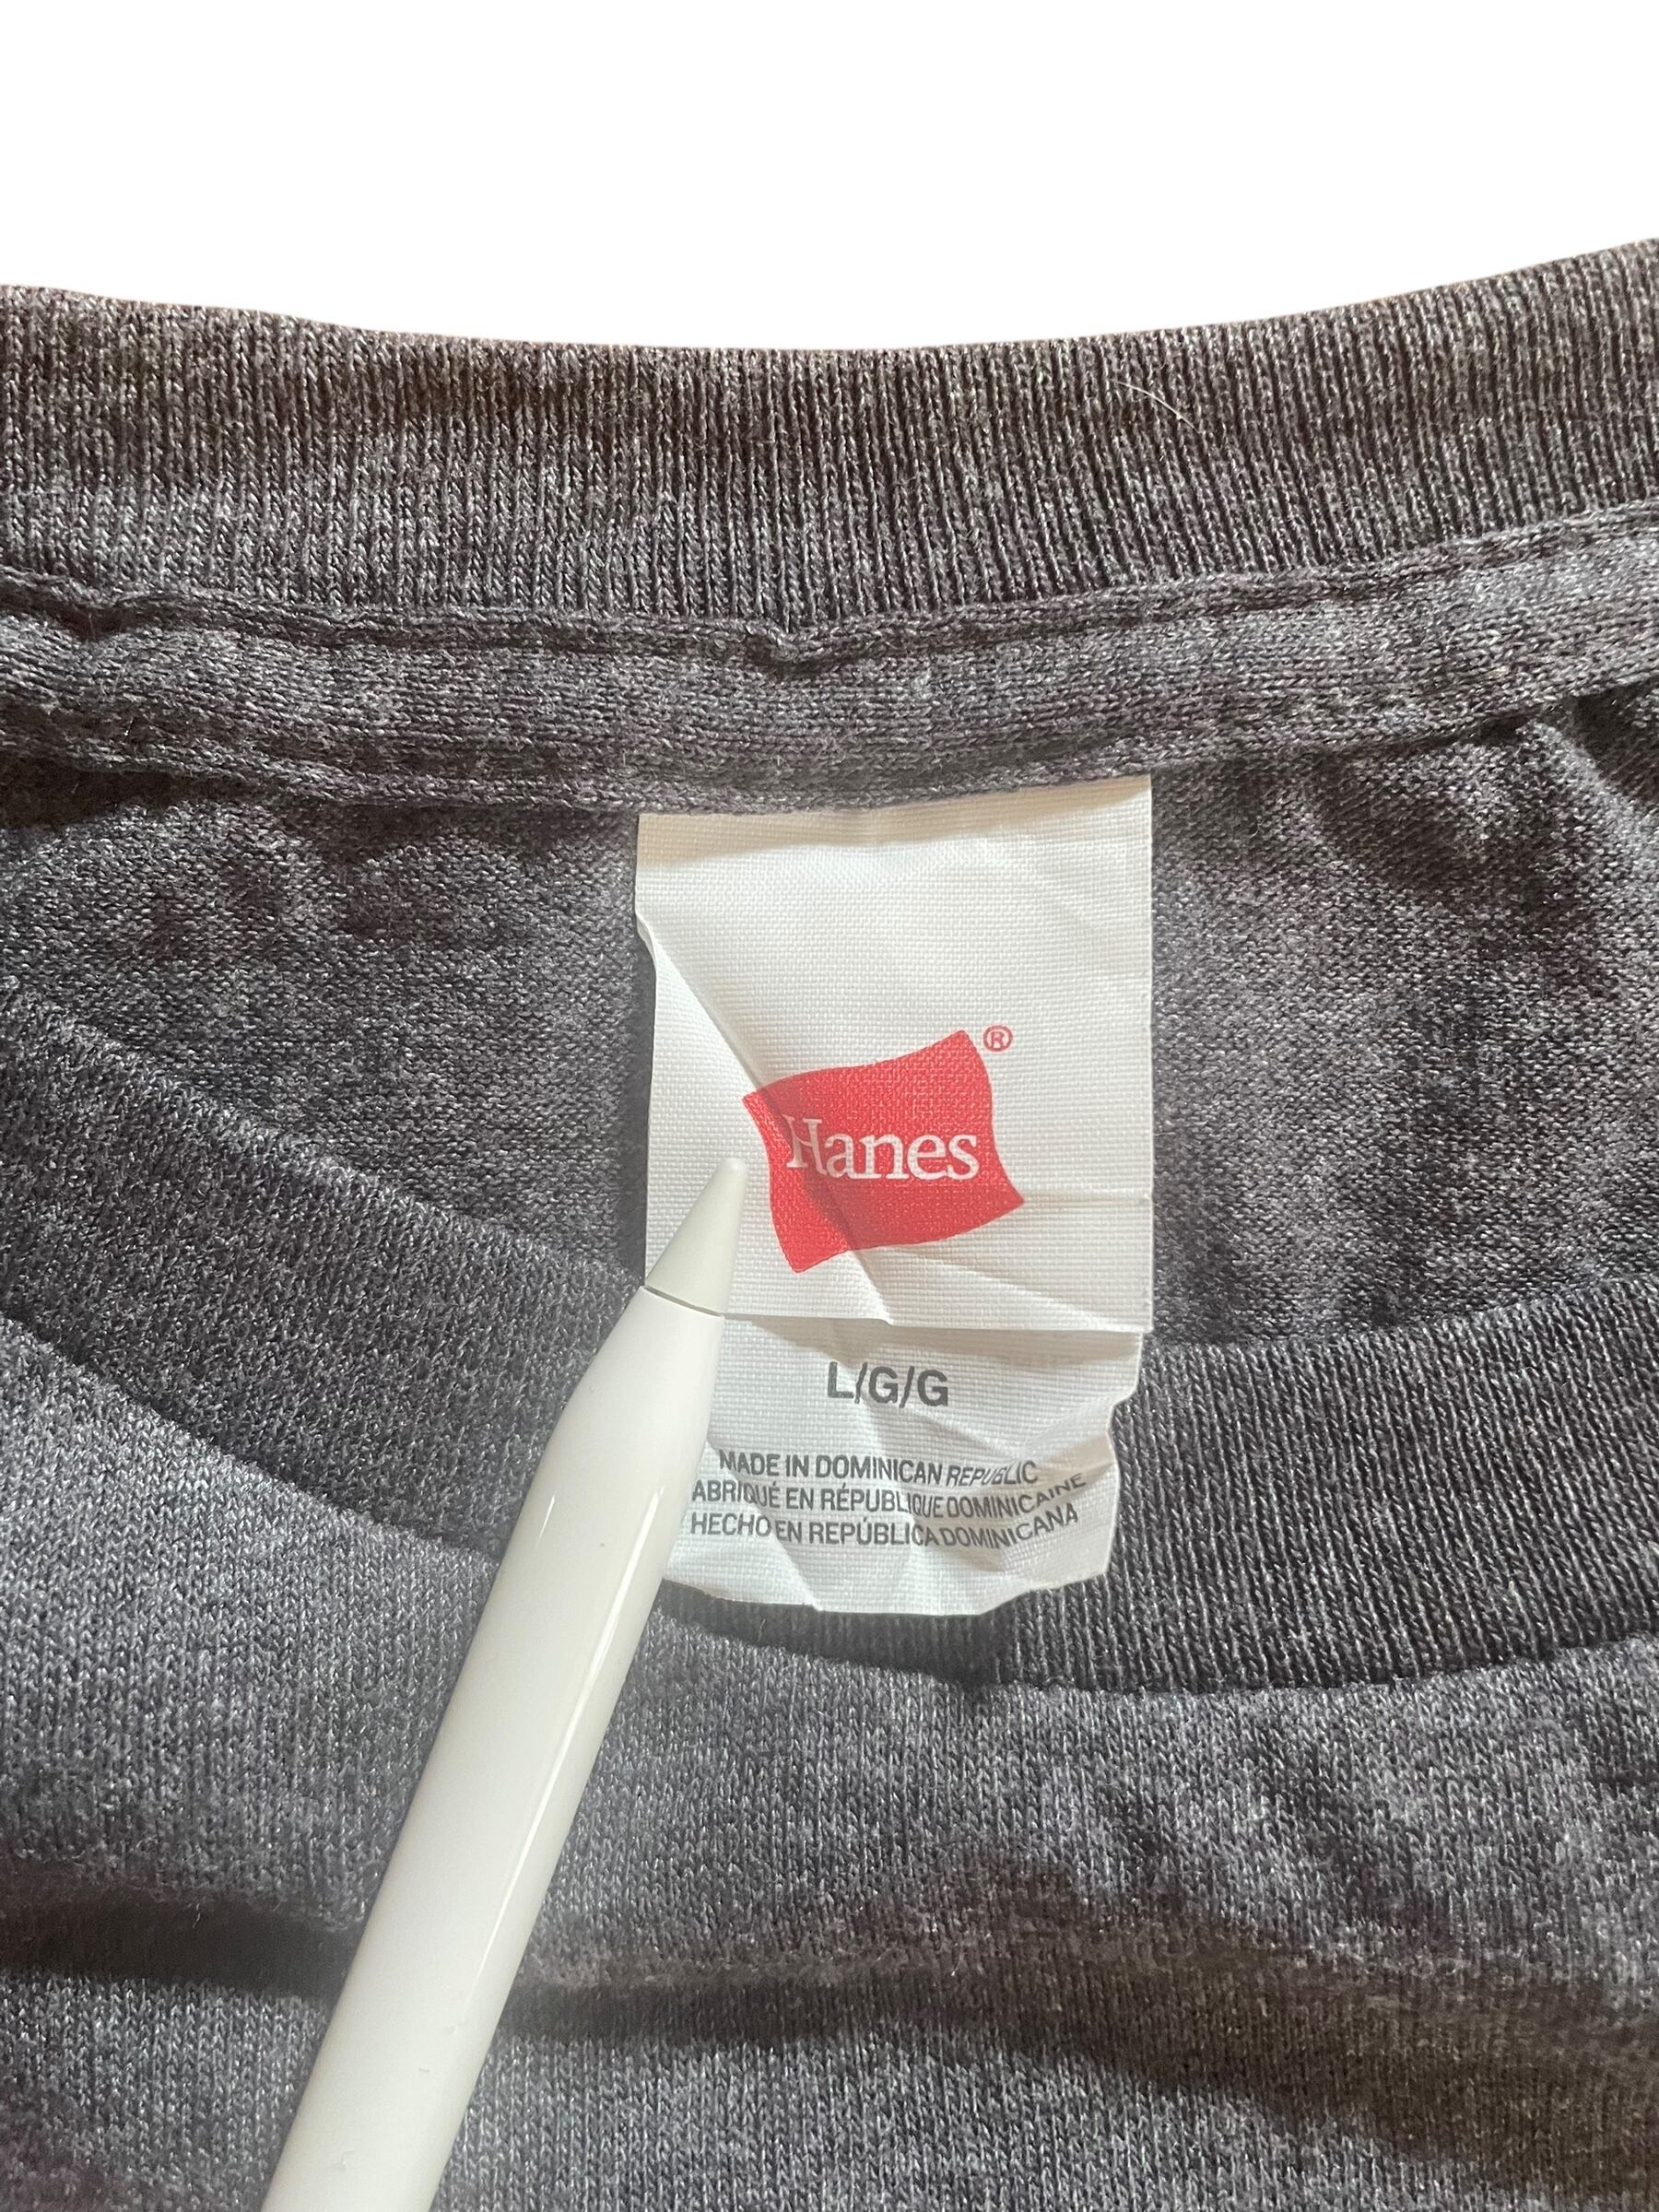 Hanes®
L/G/G
MADE IN DOMINICAN REPUBLIC
ABRIQUÉ EN RÉPUBLIQUE DOMINICAINE
HECHO EN REPÚBLICA DOMINICANA